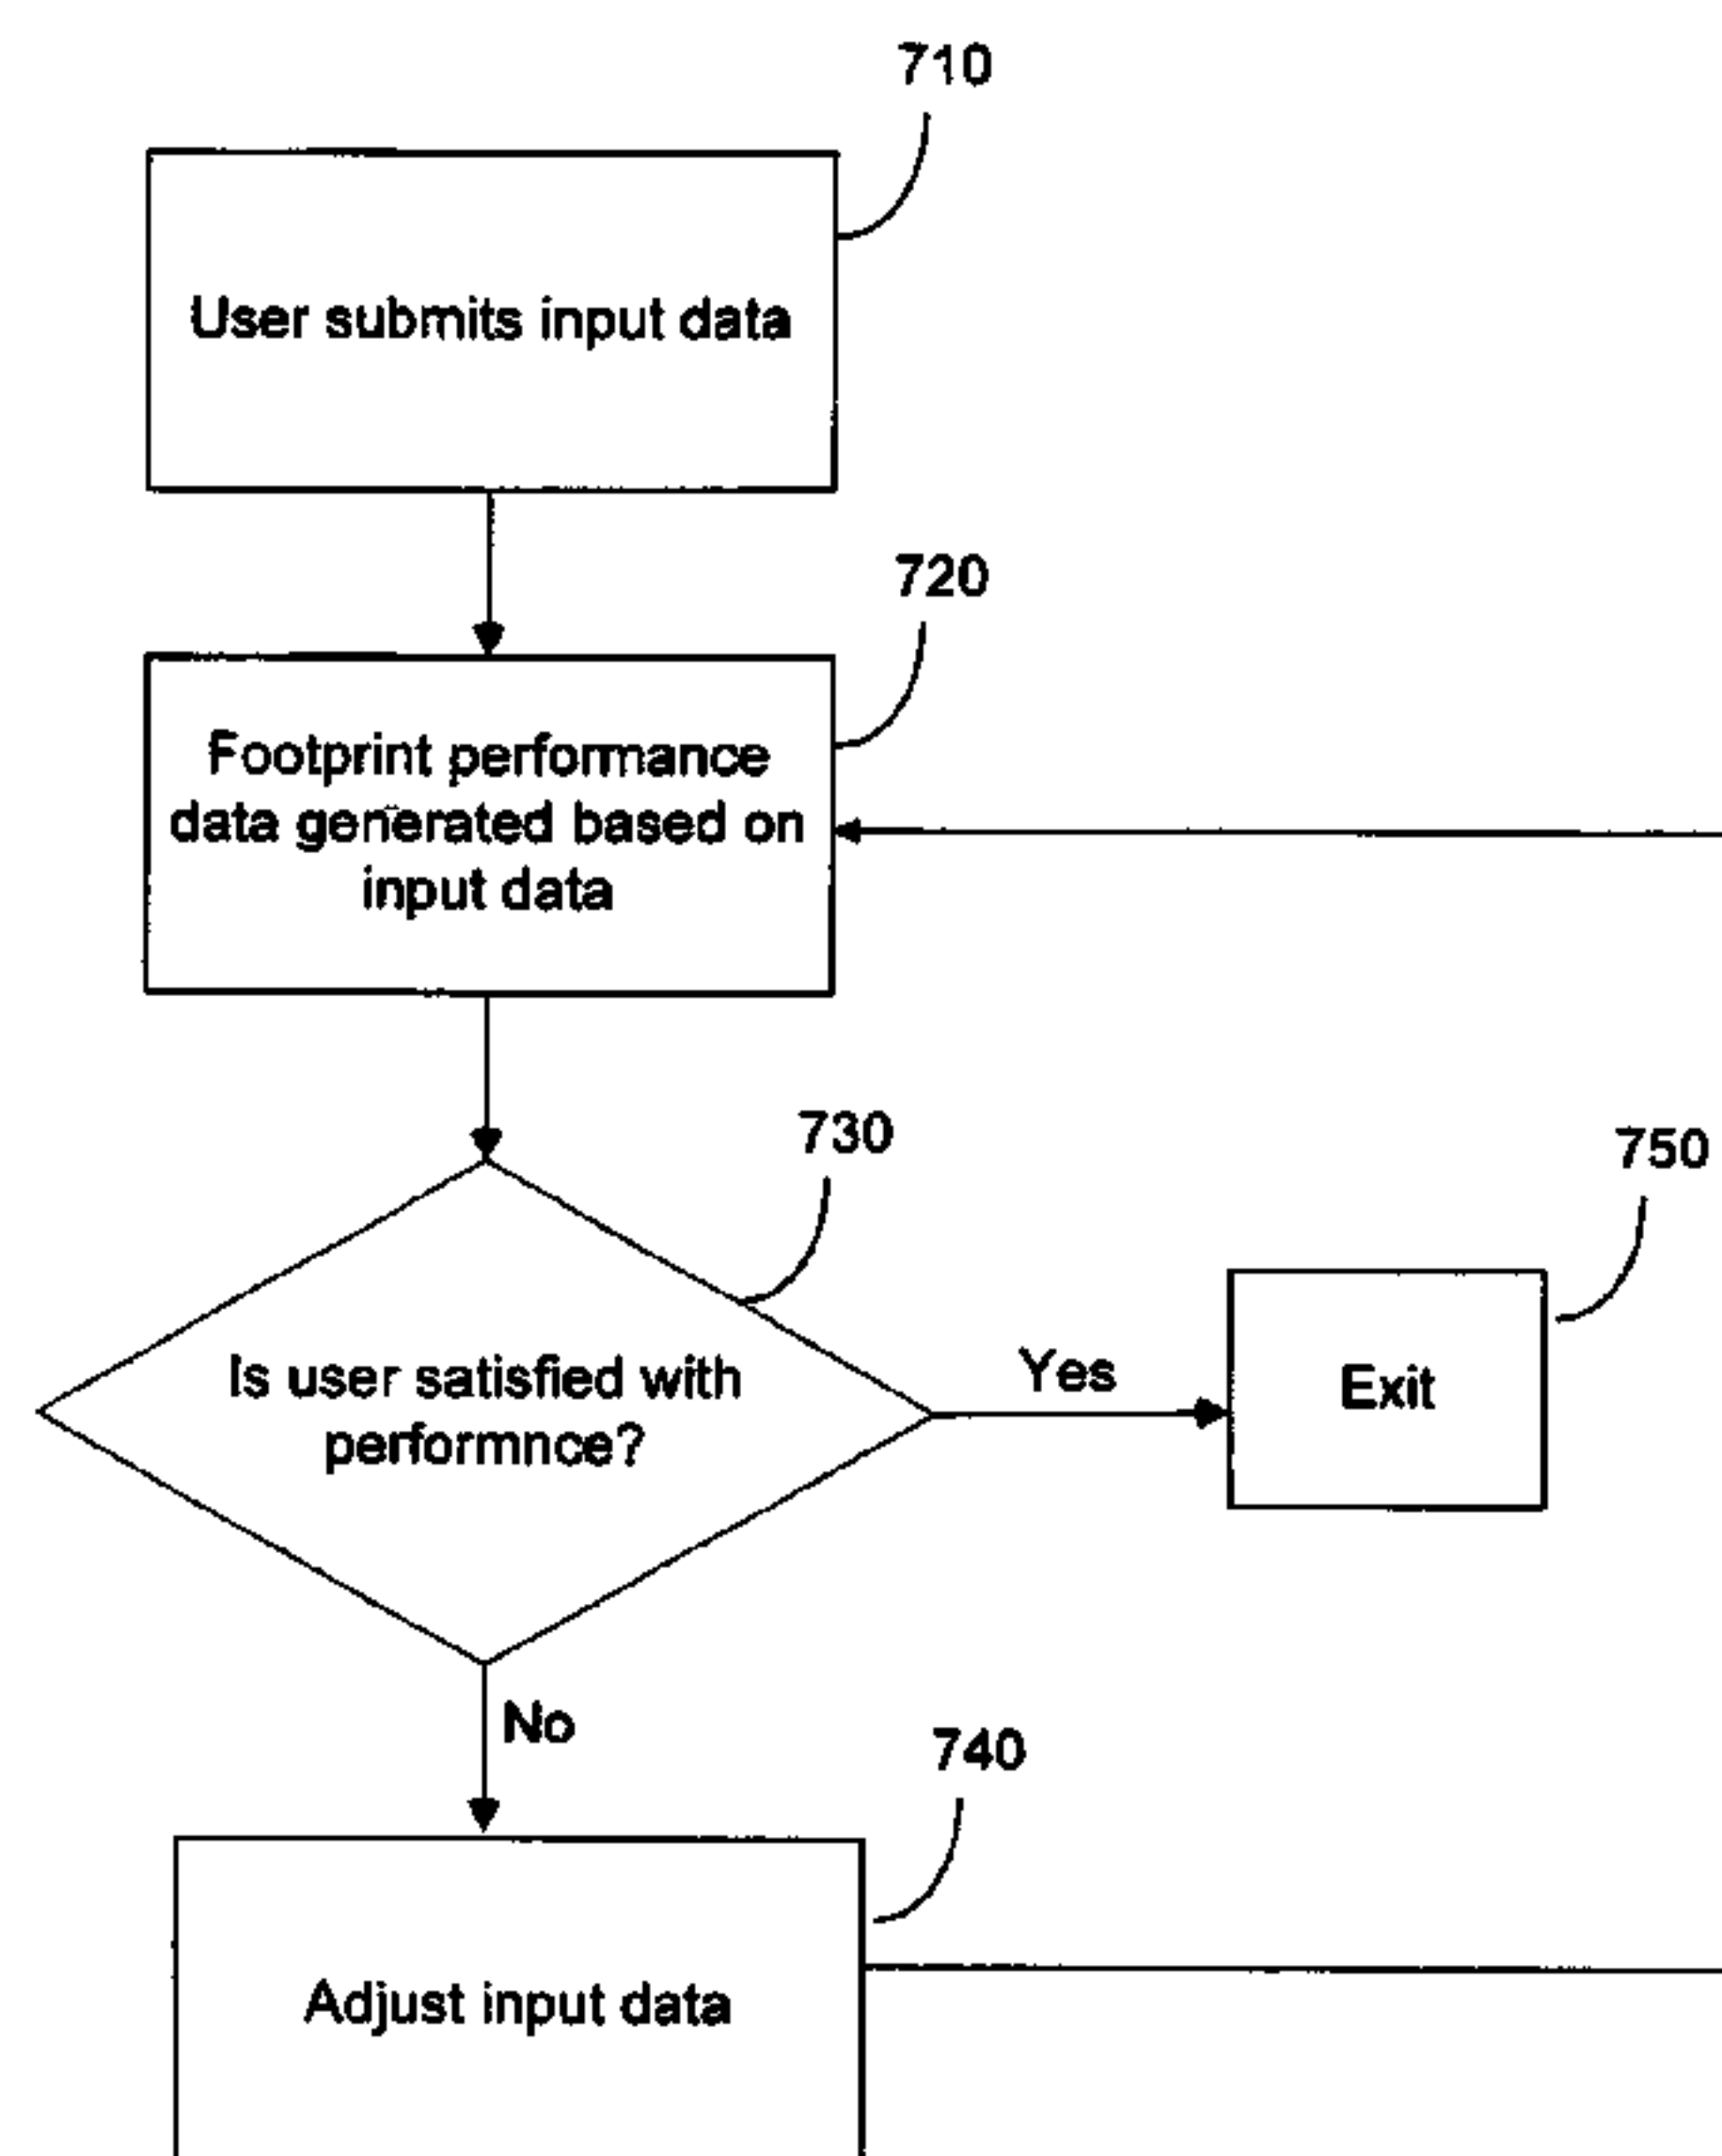 710
User submits input data
720
Footprint performance
data generated based on
input data
730
750
Is user satisfied with
performnce?
Yes
Exit
No
740
Adjust input data